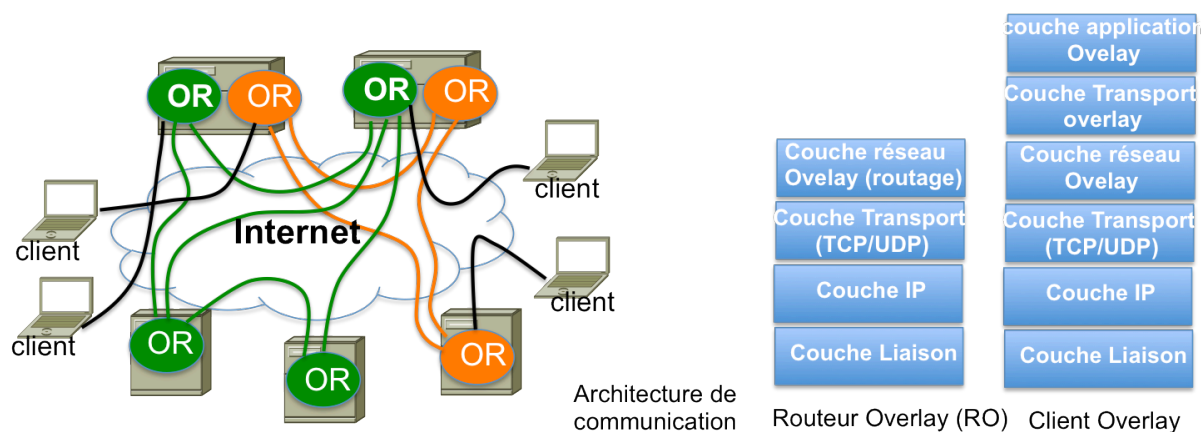 OR
OR
OR
OR
client
client
Internet
client
client
OR
OR
OR
Architecture de
communication
Couche réseau
Ovelay (routage)
Couche Transport
(TCP/UDP)
Couche IP
Couche Liaison
Routeur Overlay (RO)
couche application
Ovelay
Couche Transport
overlay
Couche réseau
Ovelay
Couche Transport
(TCP/UDP)
Couche IP
Couche Liaison
Client Overlay